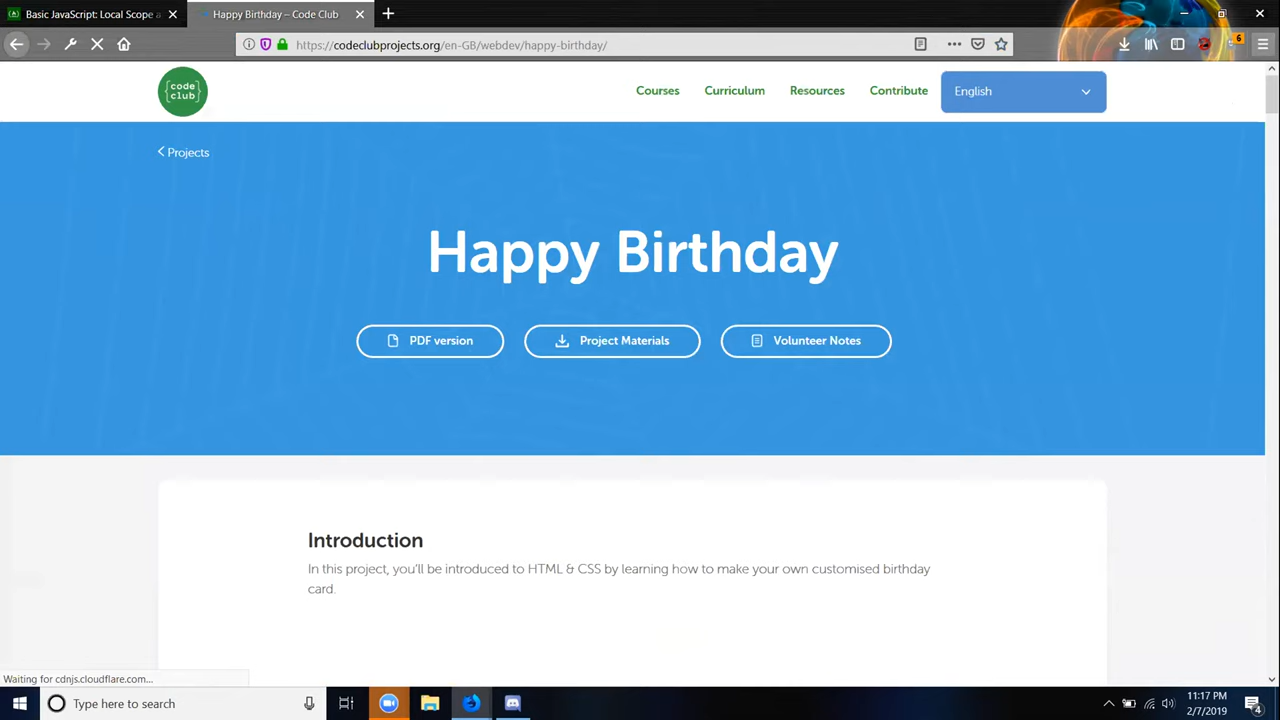 Basic JavaScript: Local Scope a
Happy Birthday – Code Club
https://codeclubprojects.org/en-GB/webdev/happy-birthday/
6
{code
club}
Courses
Curriculum
Resources
Contribute
English
Projects
Happy Birthday
PDF version
Project Materials
Volunteer Notes
Introduction
In this project, you'll be introduced to HTML & CSS by learning how to make your own customised birthday
card.
Waiting for cdnjs.cloudflare.com...
Type here to search
11:17 PM
2/7/2019
4